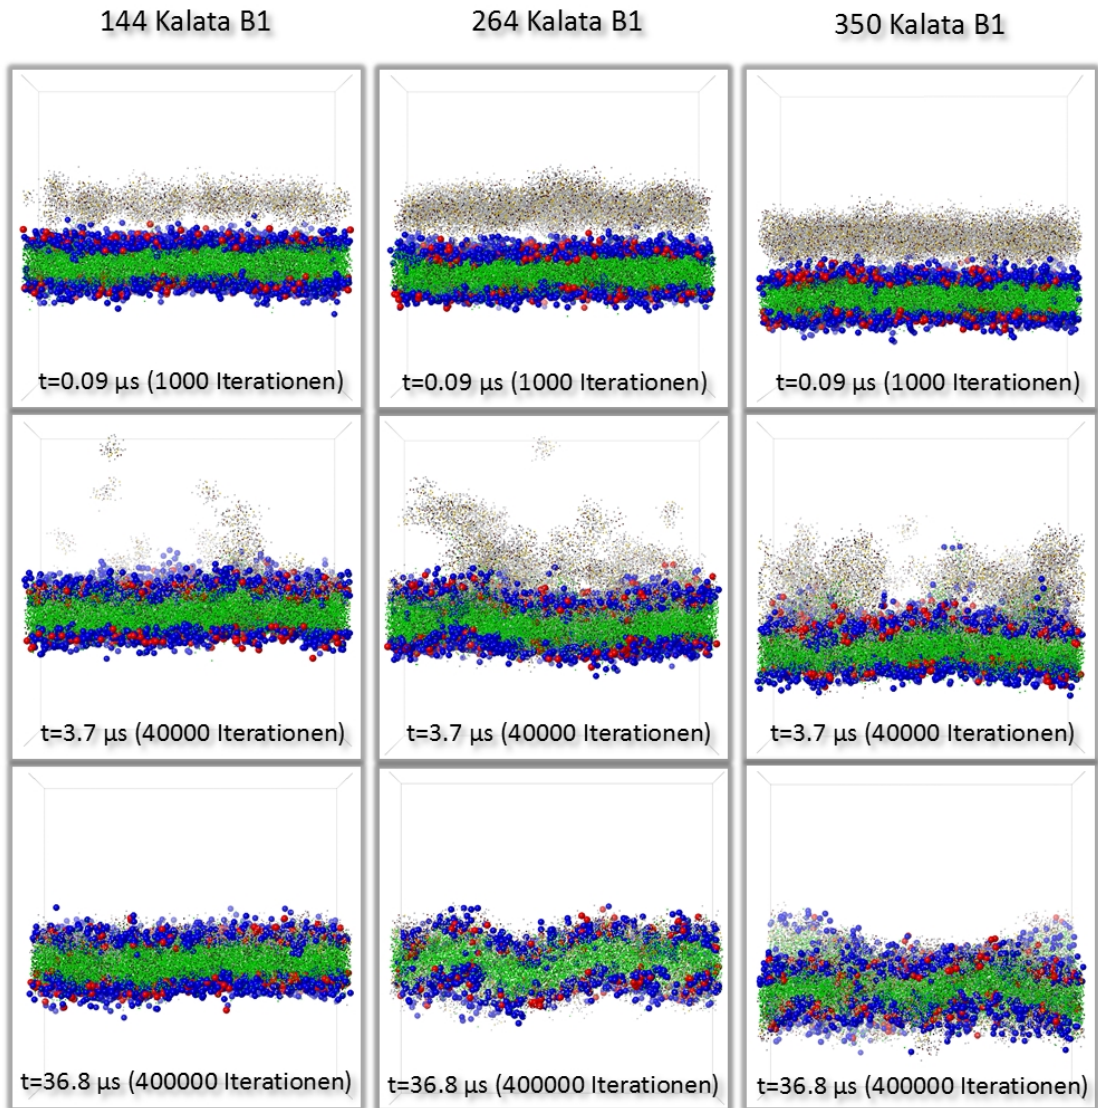 144 Kalata B1
264 Kalata B1
350 Kalata B1
t=0.09 µs (1000 Iterationen)
t=0.09 µs (1000 Iterationen)
t=0.09 µs (1000 Iterationen)
t=3.7 µs (40000 Iterationen)
t=3.7 µs (40000 Iterationen)
t=3.7 µs (40000 Iterationen)
t=36.8 µs (400000 Iterationen)
t=36.8 µs (400000 Iterationen)
t=36.8 µs (400000 Iterationen)